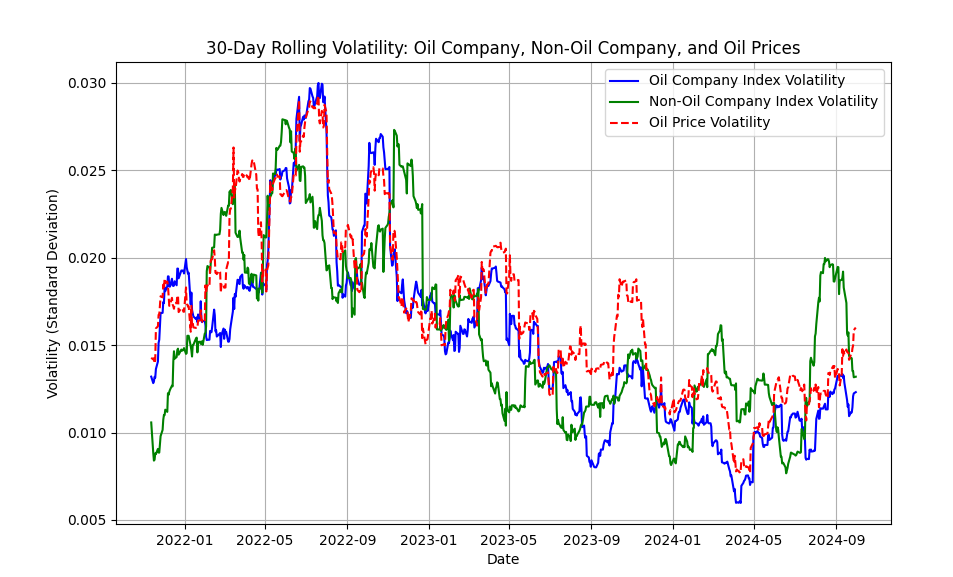 30-Day Rolling Volatility: Oil Company, Non-Oil Company, and Oil Prices
Oil Company Index Volatility
Non-Oil Company Index Volatility
Oil Price Volatility
Volatility (Standard Deviation)
0.030
0.025
0.020
0.015
0.010
0.005
2022-01 2022-05 2022-09 2023-01 2023-05 2023-09 2024-01 2024-05 2024-09
Date